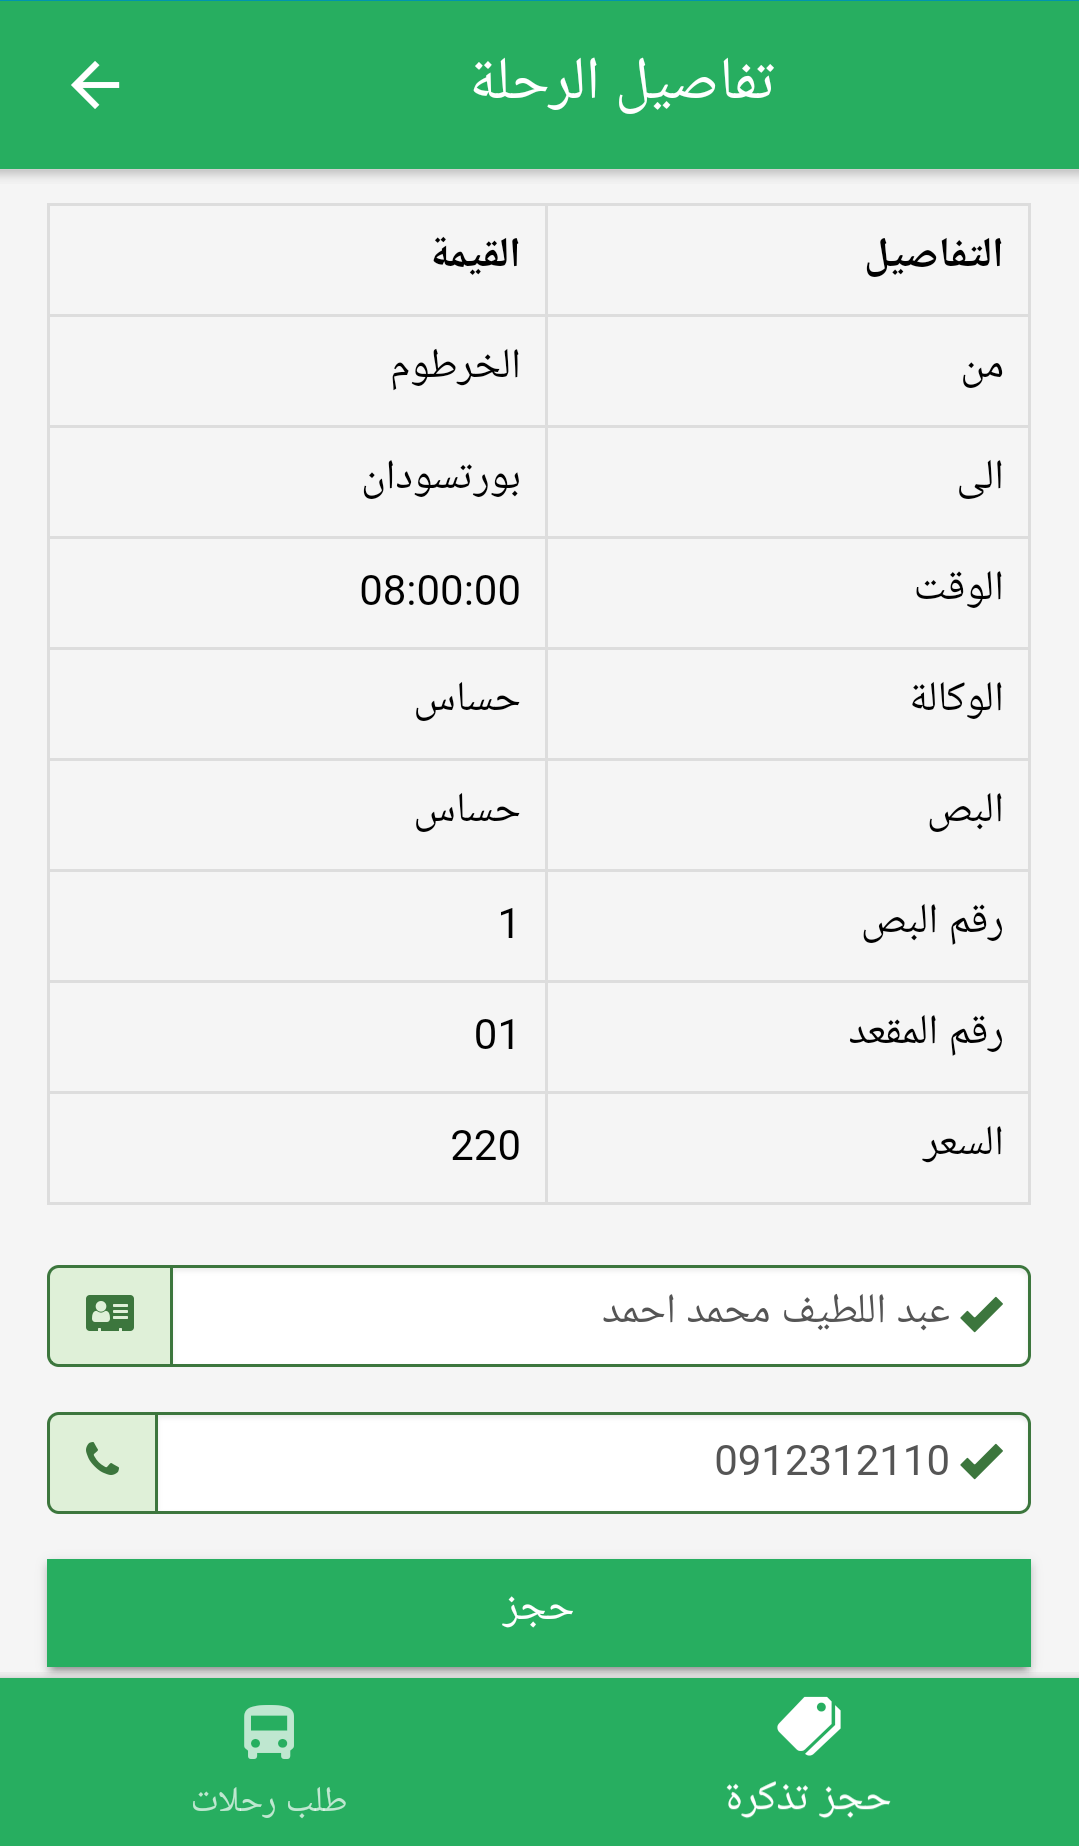 تفاصيل الرحلة
التفاصيل القيمة
من الخرطوم
الى بورتسودان
الوقت 08:00:00
الوكالة حساس
البص حساس
رقم البص 1
رقم المقعد 01
السعر 220
عبد اللطيف محمد احمد
0912312110
حجز
حجز تذكرة طلب رحلات